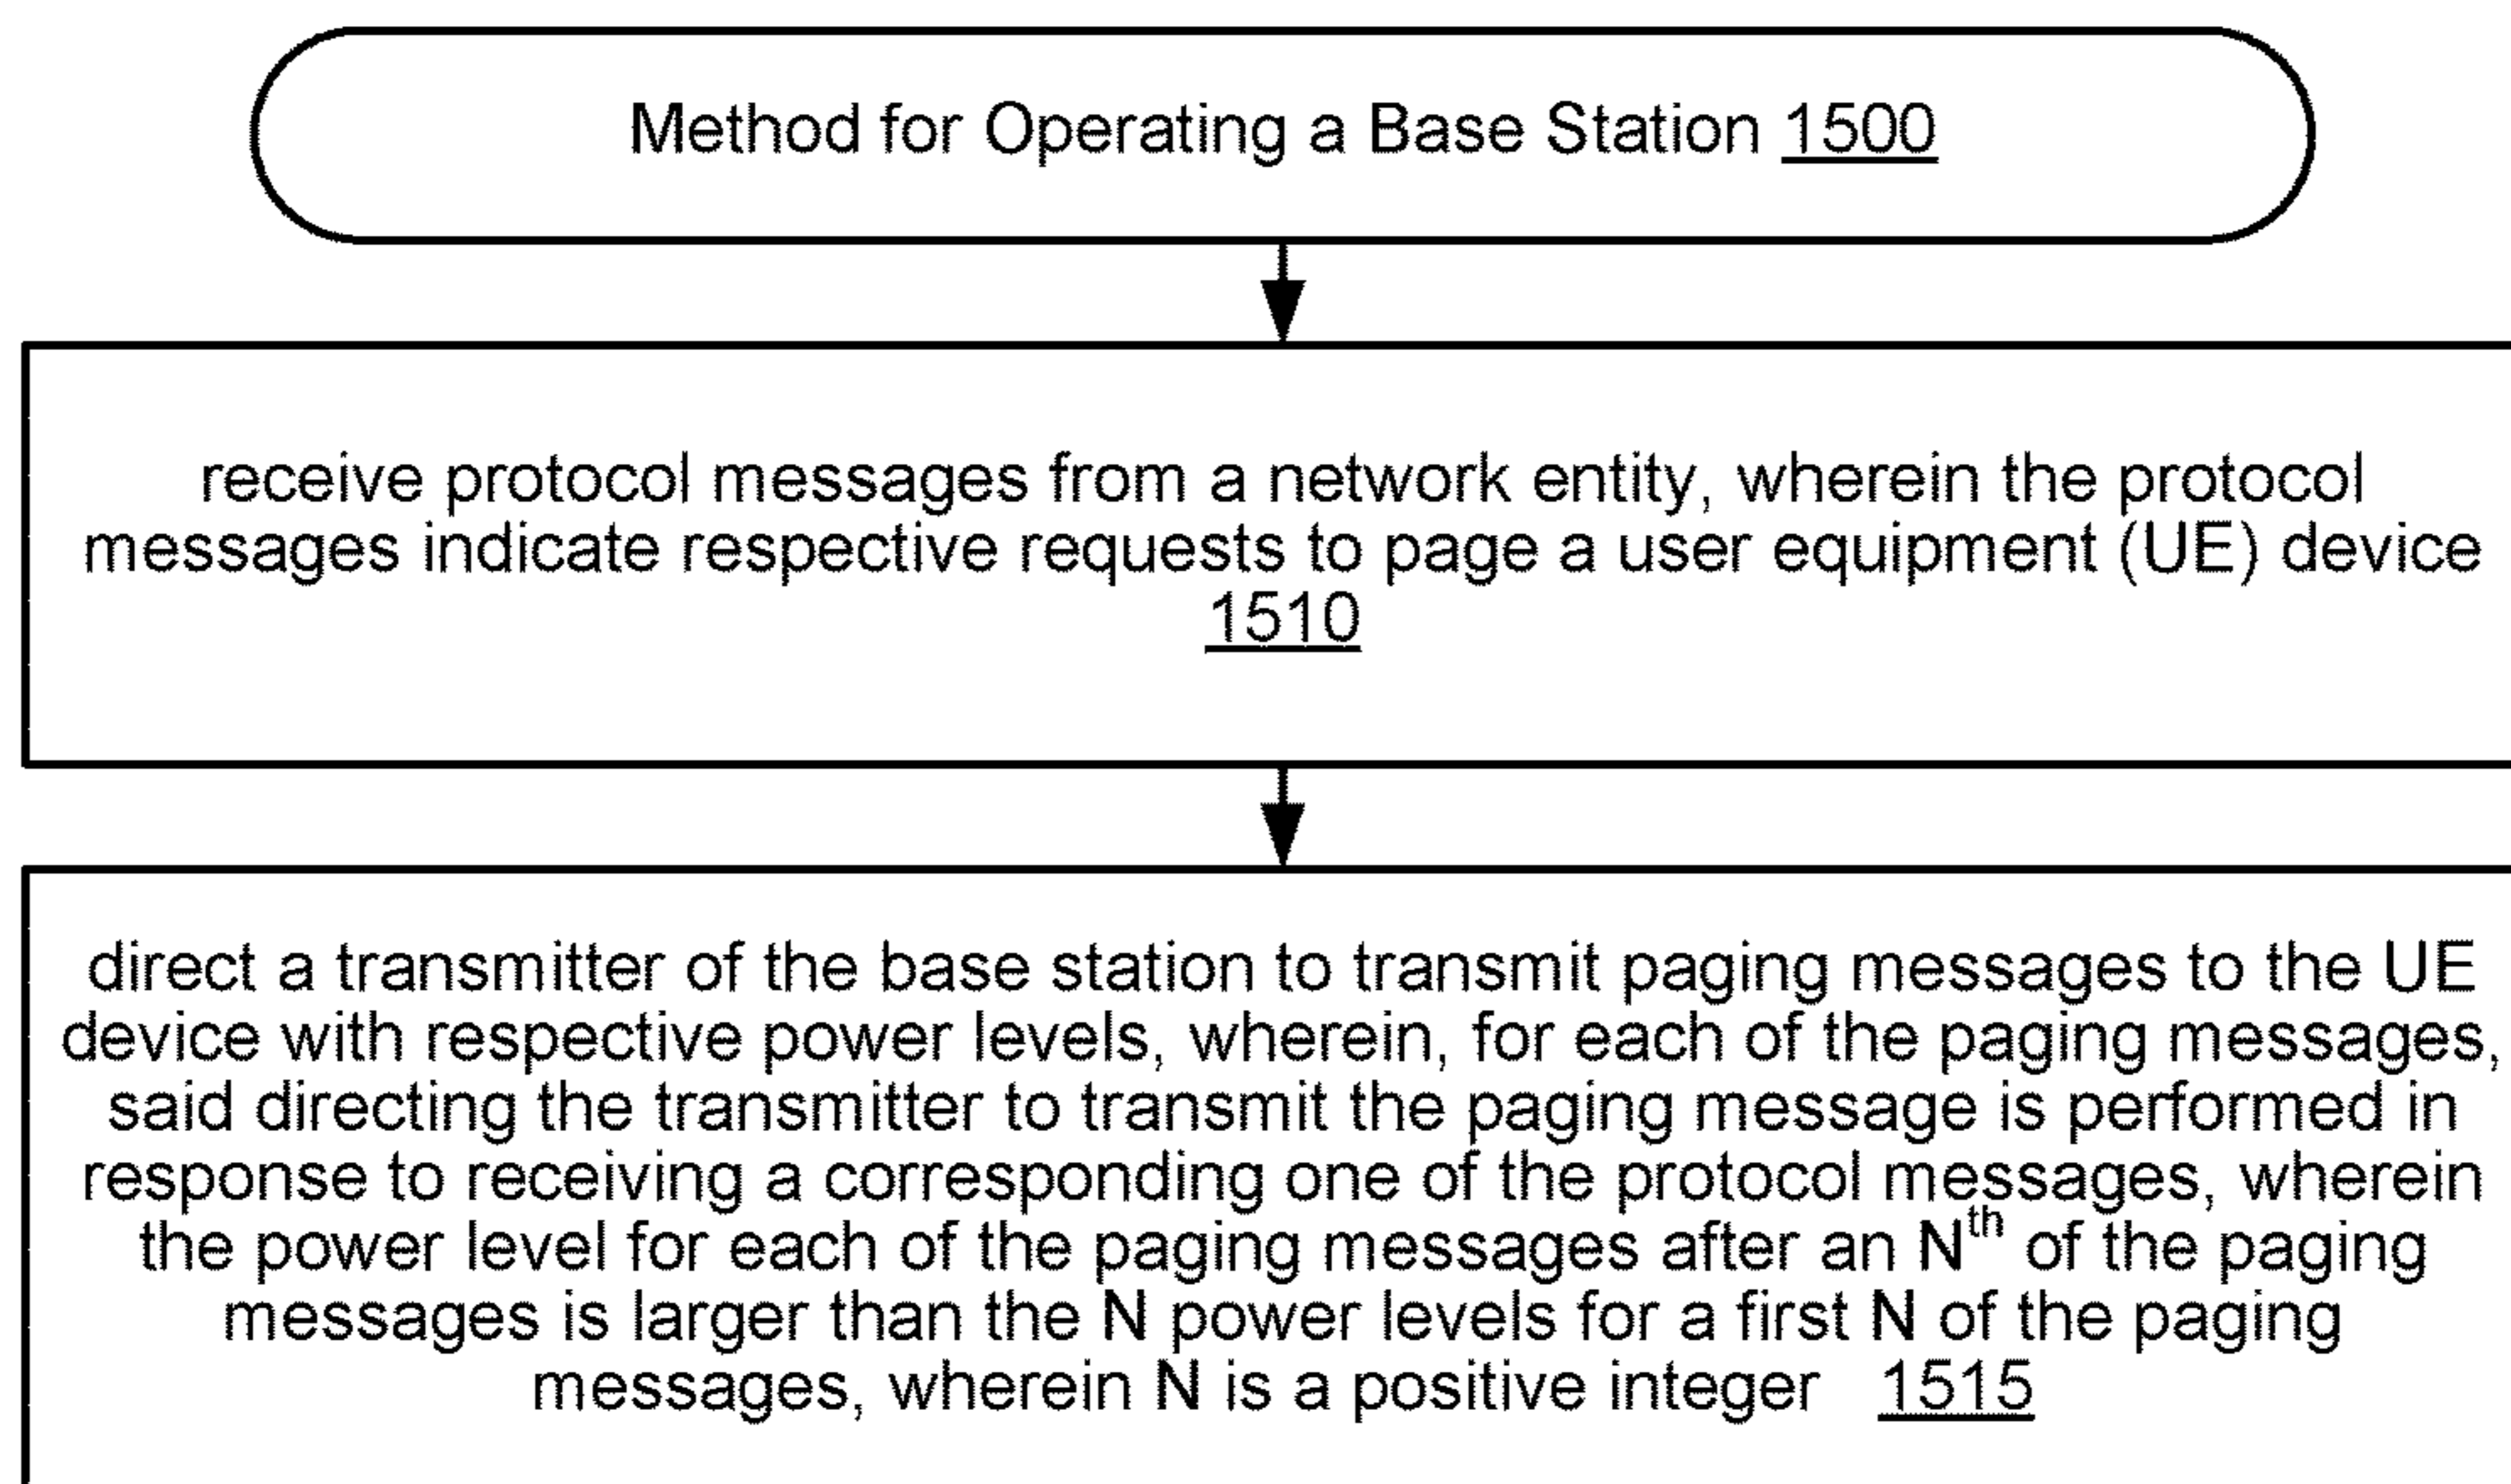 Method for Operating a Base Station 1500
receive protocol messages from a network entity, wherein the protocol
messages indicate respective requests to page a user equipment (UE) device
1510
direct a transmitter of the base station to transmit paging messages to the UE
device with respective power levels, wherein, for each of the paging messages,
said directing the transmitter to transmit the paging message is performed in
response to receiving a corresponding one of the protocol messages, wherein
the power level for each of the paging messages after an Nth of the paging
messages is larger than the N power levels for a first N of the paging
messages, wherein N is a positive integer 1515